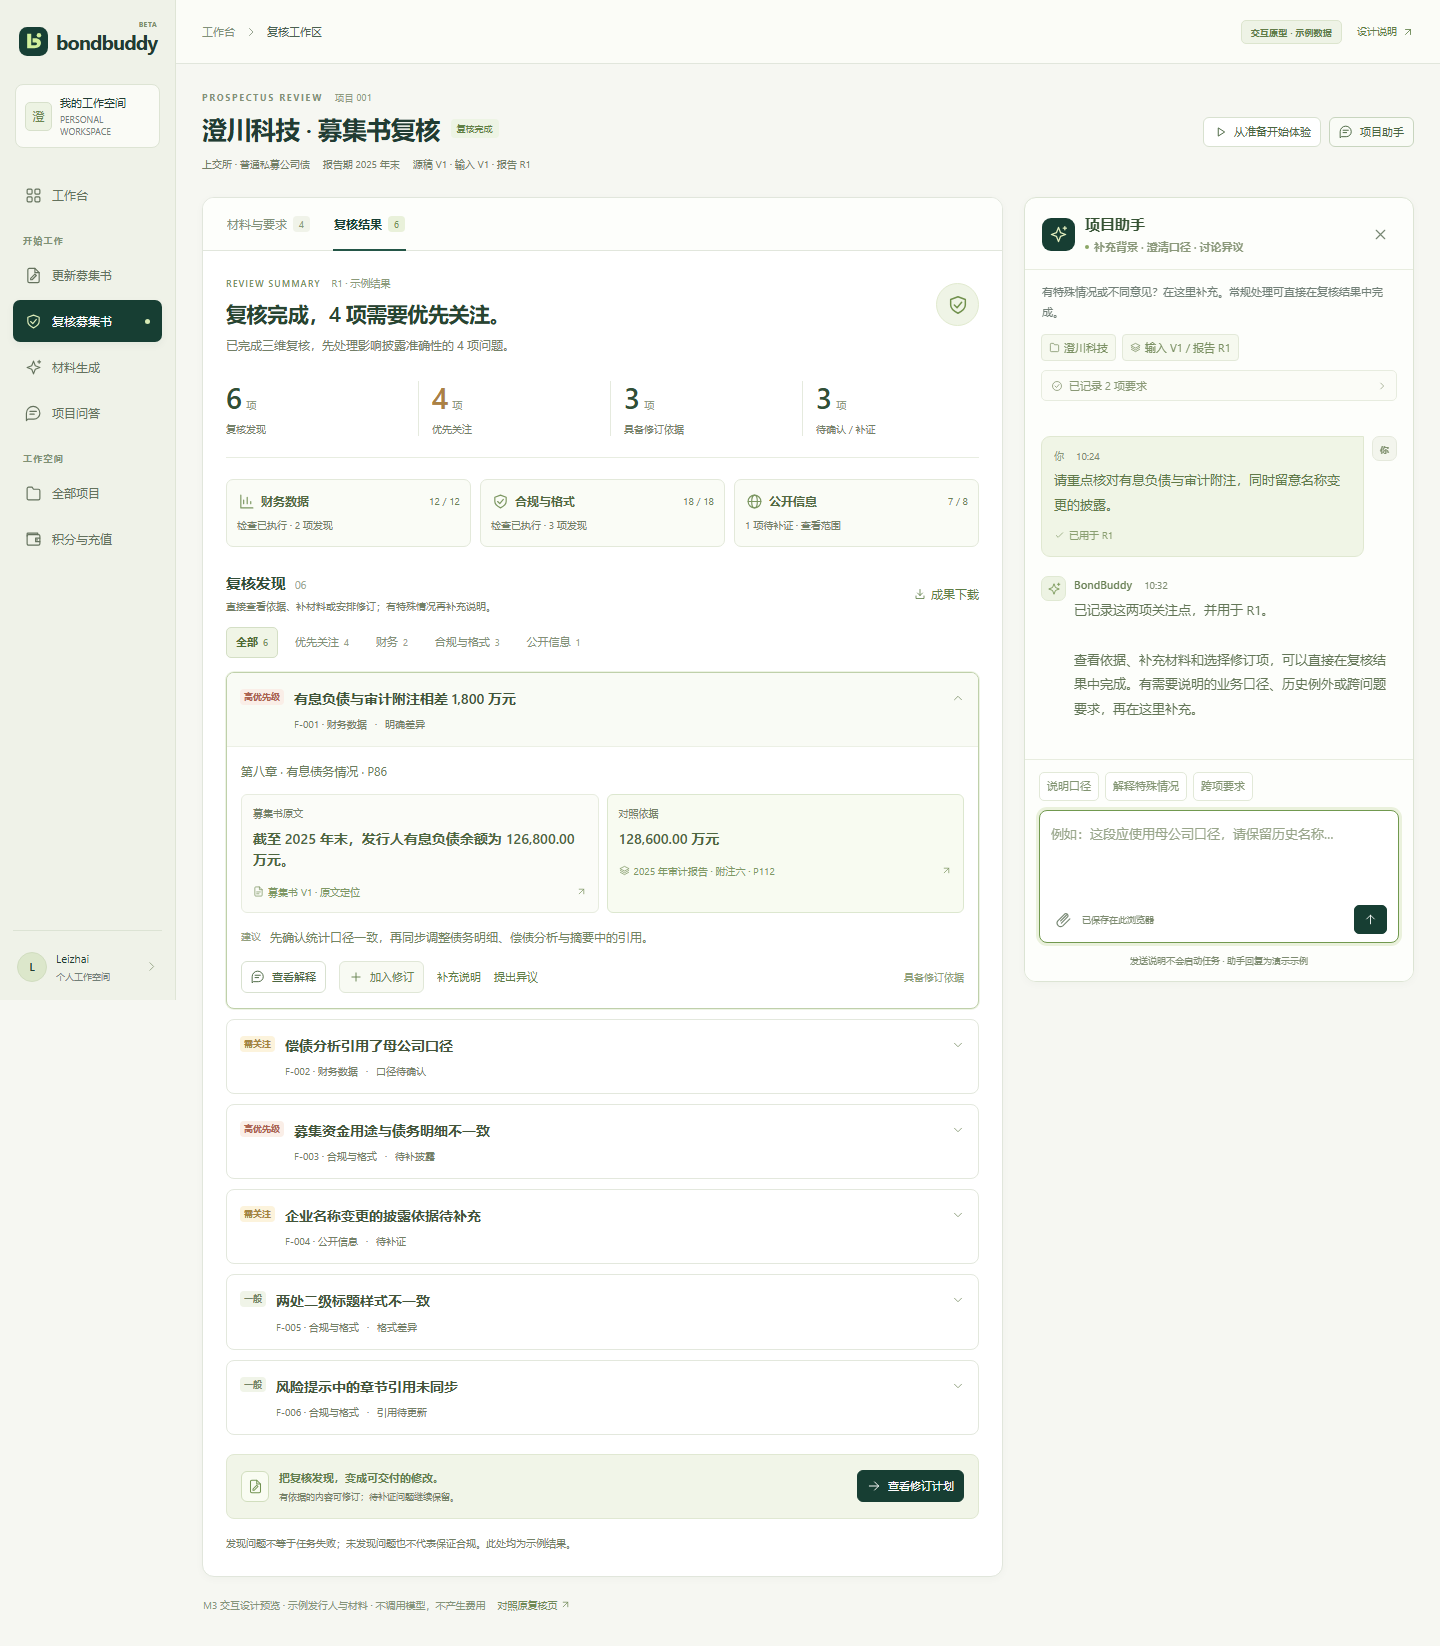 BETA
bondbuddy
澄
我的工作空间
PERSONAL
WORKSPACE
工作台
开始工作
更新募集书
复核募集书
材料生成
项目问答
工作空间
全部项目
积分与充值
L
Leizhai
个人工作空间
工作台
复核工作区
交互原型 · 示例数据
设计说明
PROSPECTUS REVIEW 项目 001
澄川科技 · 募集书复核
复核完成
上交所 · 普通私募公司债 报告期 2025 年末 源稿 V1 · 输入 V1 · 报告 R1
从准备开始体验
项目助手
材料与要求 4
复核结果 6
REVIEW SUMMARY R1 · 示例结果
复核完成，4 项需要优先关注。
已完成三维复核，先处理影响披露准确性的 4 项问题。
6 项
复核发现
4 项
优先关注
3 项
具备修订依据
3 项
待确认 / 补证
财务数据 12 / 12
检查已执行 · 2 项发现
合规与格式 18 / 18
检查已执行 · 3 项发现
公开信息 7 / 8
1 项待补证 · 查看范围
复核发现 06
直接查看依据、补材料或安排修订；有特殊情况再补充说明。
成果下载
全部 6
优先关注 4
财务 2
合规与格式 3
公开信息 1
高优先级
有息负债与审计附注相差 1,800 万元
F-001 · 财务数据 · 明确差异
第八章 · 有息债务情况 · P86
募集书原文
截至 2025 年末，发行人有息负债余额为 126,800.00
万元。
募集书 V1 · 原文定位
对照依据
128,600.00 万元
2025 年审计报告 · 附注六 · P112
建议 先确认统计口径一致，再同步调整债务明细、偿债分析与摘要中的引用。
查看解释
加入修订
补充说明
提出异议
具备修订依据
需关注
偿债分析引用了母公司口径
F-002 · 财务数据 · 口径待确认
高优先级
募集资金用途与债务明细不一致
F-003 · 合规与格式 · 待补披露
需关注
企业名称变更的披露依据待补充
F-004 · 公开信息 · 待补证
一般
两处二级标题样式不一致
F-005 · 合规与格式 · 格式差异
一般
风险提示中的章节引用未同步
F-006 · 合规与格式 · 引用待更新
把复核发现，变成可交付的修改。
有依据的内容可修订；待补证问题继续保留。
查看修订计划
发现问题不等于任务失败；未发现问题也不代表保证合规。此处均为示例结果。
M3 交互设计预览 · 示例发行人与材料 · 不调用模型，不产生费用 对照原复核页
项目助手
补充背景 · 澄清口径 · 讨论异议
有特殊情况或不同意见？在这里补充。常规处理可直接在复核结果中完
成。
澄川科技
输入 V1 / 报告 R1
已记录 2 项要求
你 10:24
请重点核对有息负债与审计附注，同时留意名称变
更的披露。
已用于 R1
你
BondBuddy 10:32
已记录这两项关注点，并用于 R1。
查看依据、补充材料和选择修订项，可以直接在复核结
果中完成。有需要说明的业务口径、历史例外或跨问题
要求，再在这里补充。
说明口径
解释特殊情况
跨项要求
例如：这段应使用母公司口径，请保留历史名称...
已保存在此浏览器
发送说明不会启动任务 · 助手回复为演示示例